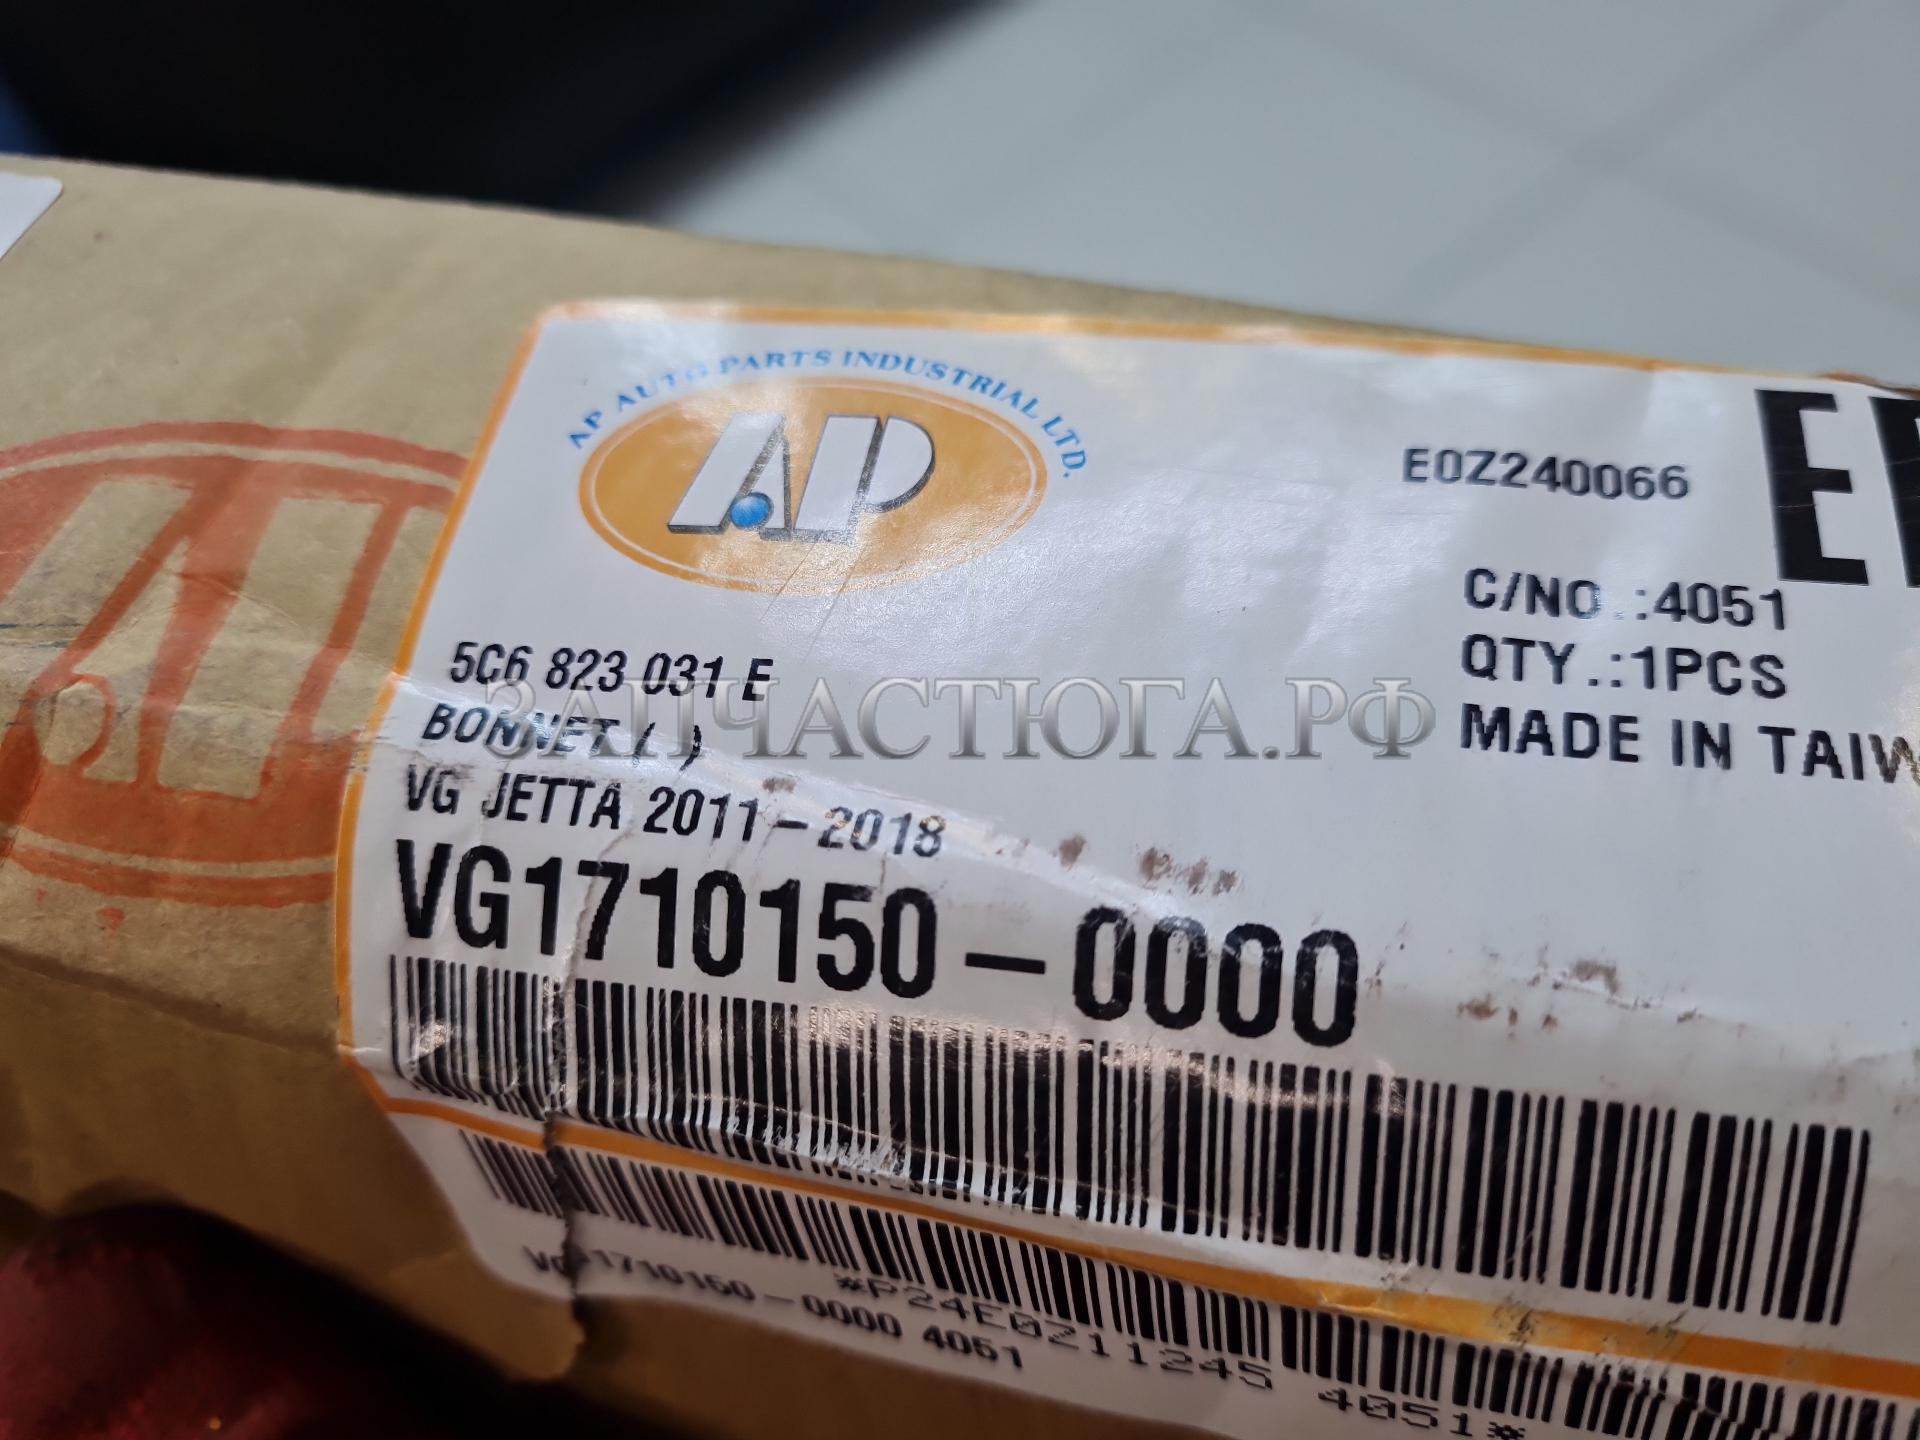 AP AUTO PARTS INDUSTRIAL LTD.
AP
E0Z240066
C/NO.:4051
QTY.:1PCS
MADE IN TAIW
5C6 823 031 E
BONNET ( )
VG JETTA 2011-2018
VG1710150-0000
ЗАПЧАСТЮГА.РФ
*P24E0Z11245 4051*
VG1710150-0000 4051